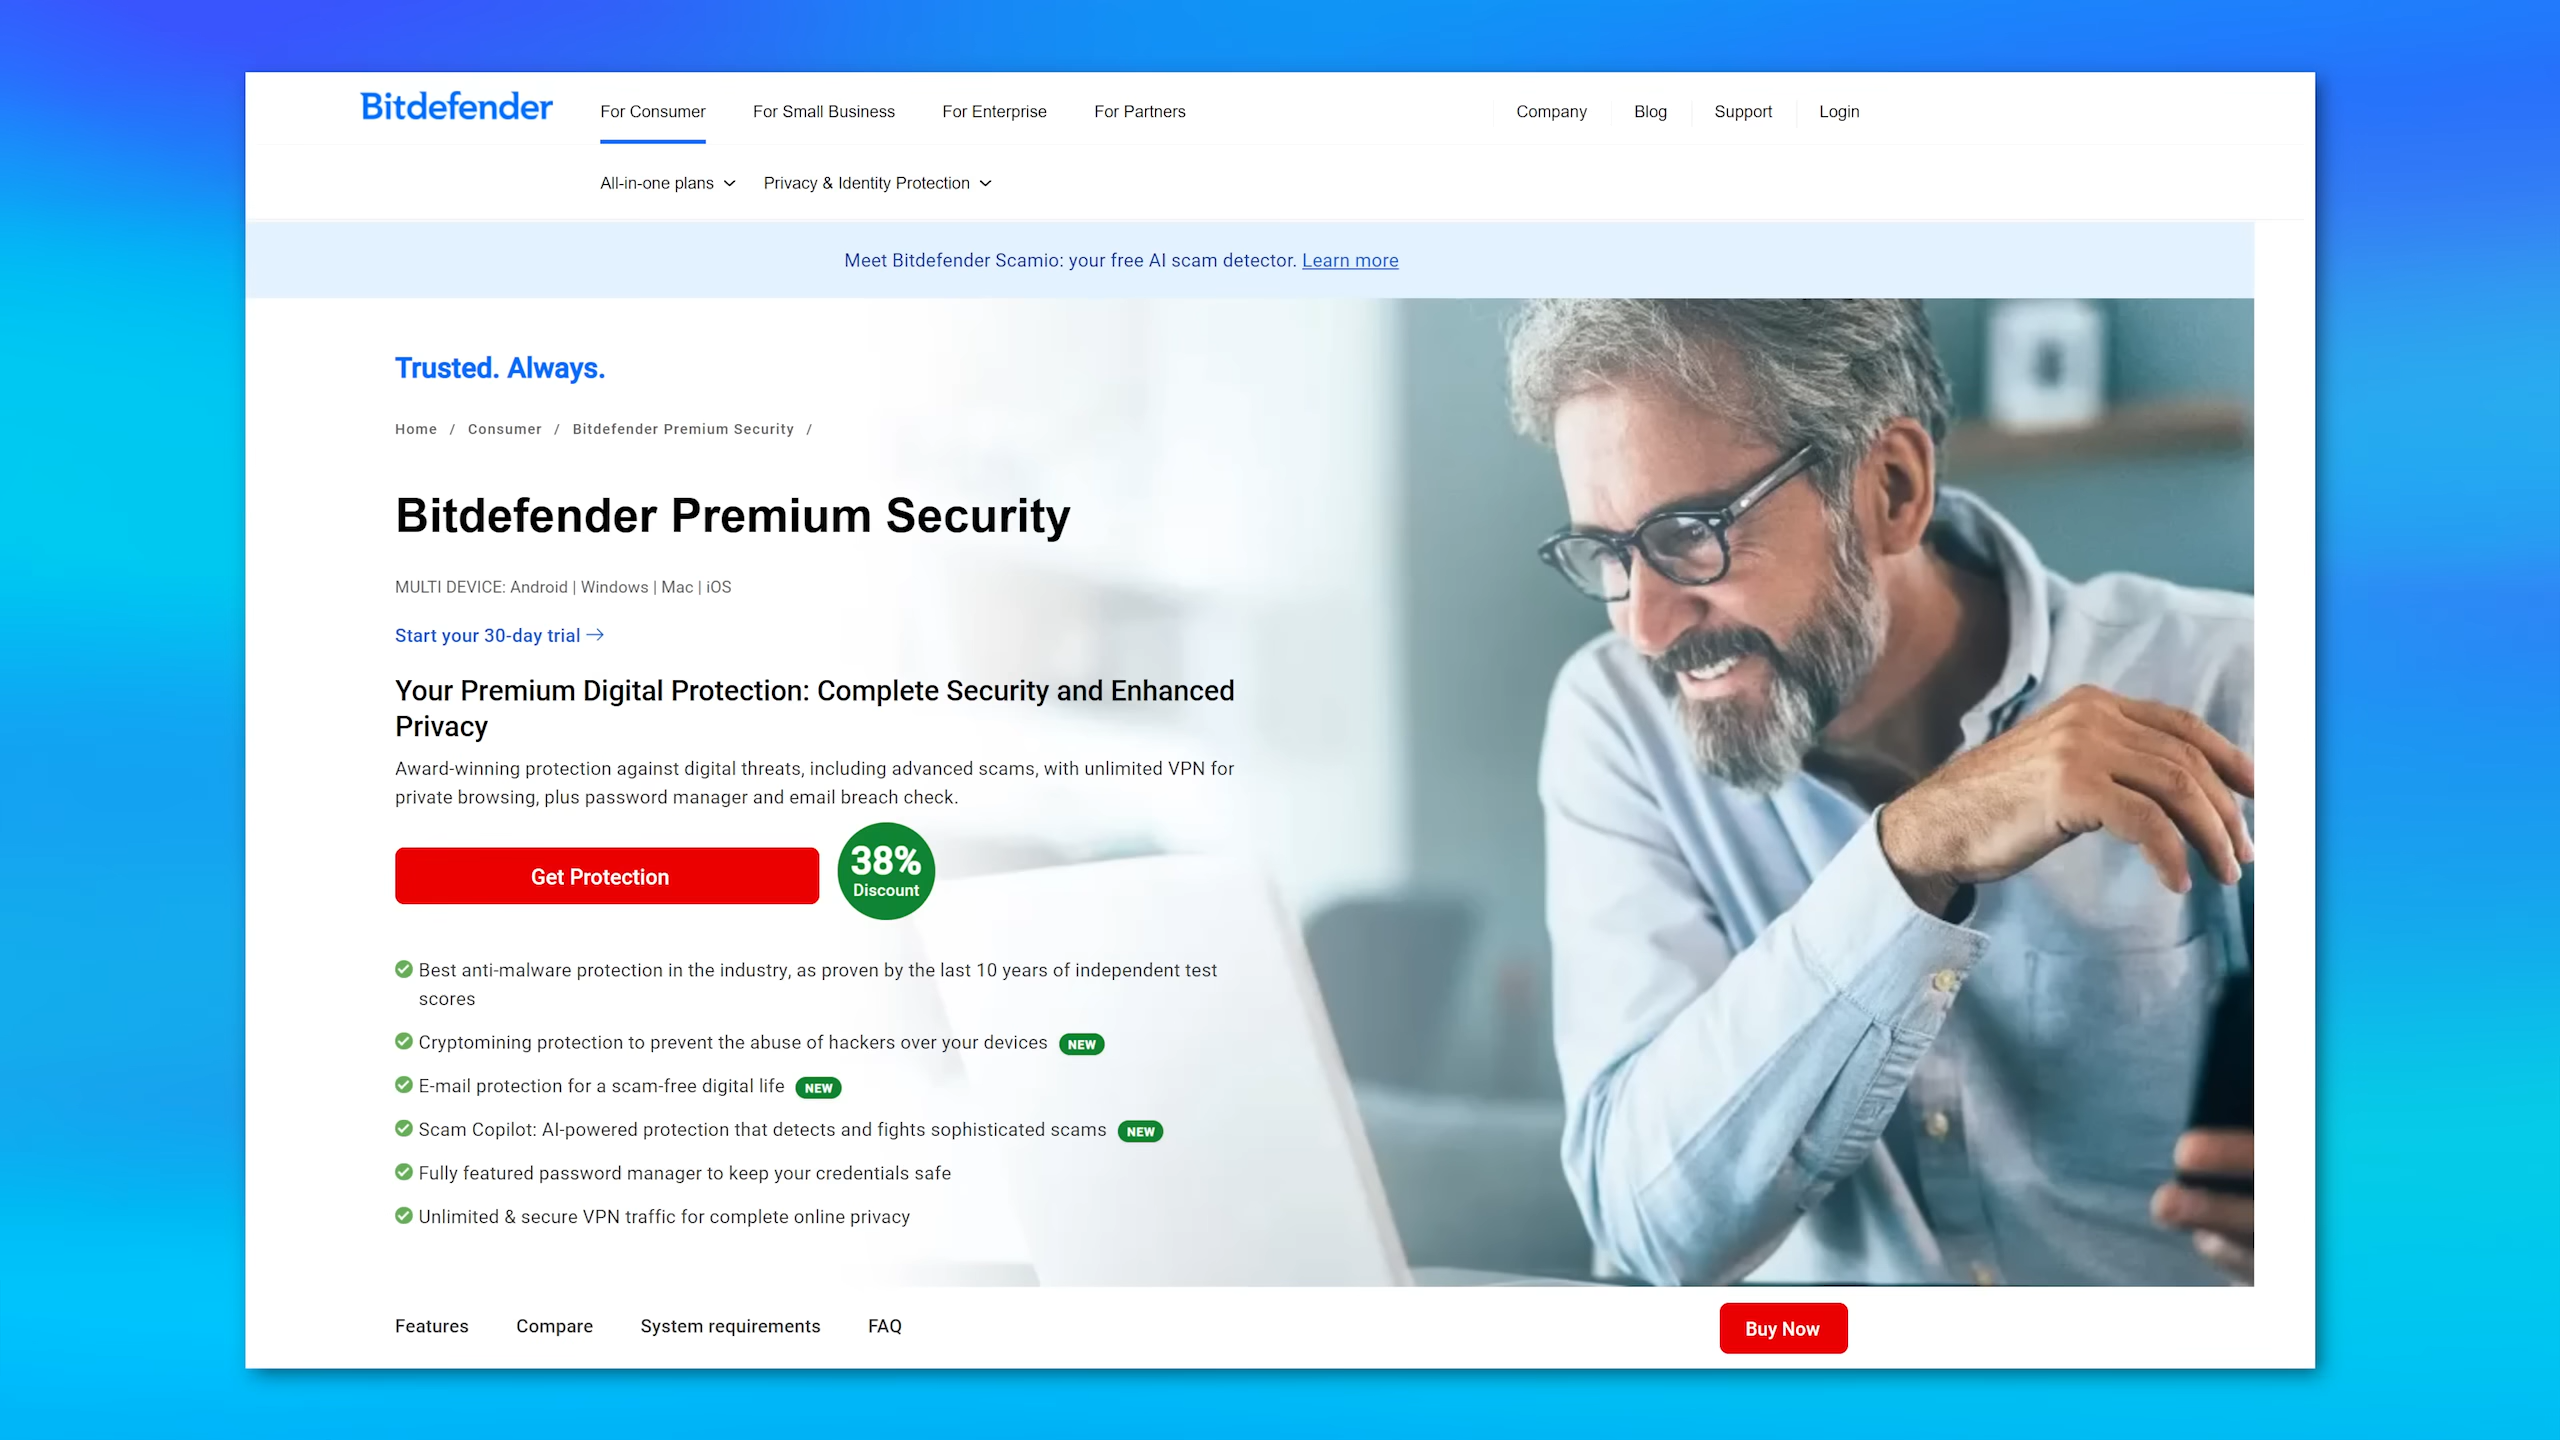 Bitdefender
For Consumer
For Small Business
For Enterprise
For Partners
Company
Blog
Support
Login
All-in-one plans
Privacy & Identity Protection
Meet Bitdefender Scamio: your free AI scam detector. Learn more
Trusted. Always.
Home / Consumer / Bitdefender Premium Security /
Bitdefender Premium Security
MULTI DEVICE: Android | Windows | Mac | iOS
Start your 30-day trial →
Your Premium Digital Protection: Complete Security and Enhanced
Privacy
Award-winning protection against digital threats, including advanced scams, with unlimited VPN for
private browsing, plus password manager and email breach check.
Get Protection
38%
Discount
Best anti-malware protection in the industry, as proven by the last 10 years of independent test
scores
Cryptomining protection to prevent the abuse of hackers over your devices NEW
E-mail protection for a scam-free digital life NEW
Scam Copilot: AI-powered protection that detects and fights sophisticated scams NEW
Fully featured password manager to keep your credentials safe
Unlimited & secure VPN traffic for complete online privacy
Features
Compare
System requirements
FAQ
Buy Now